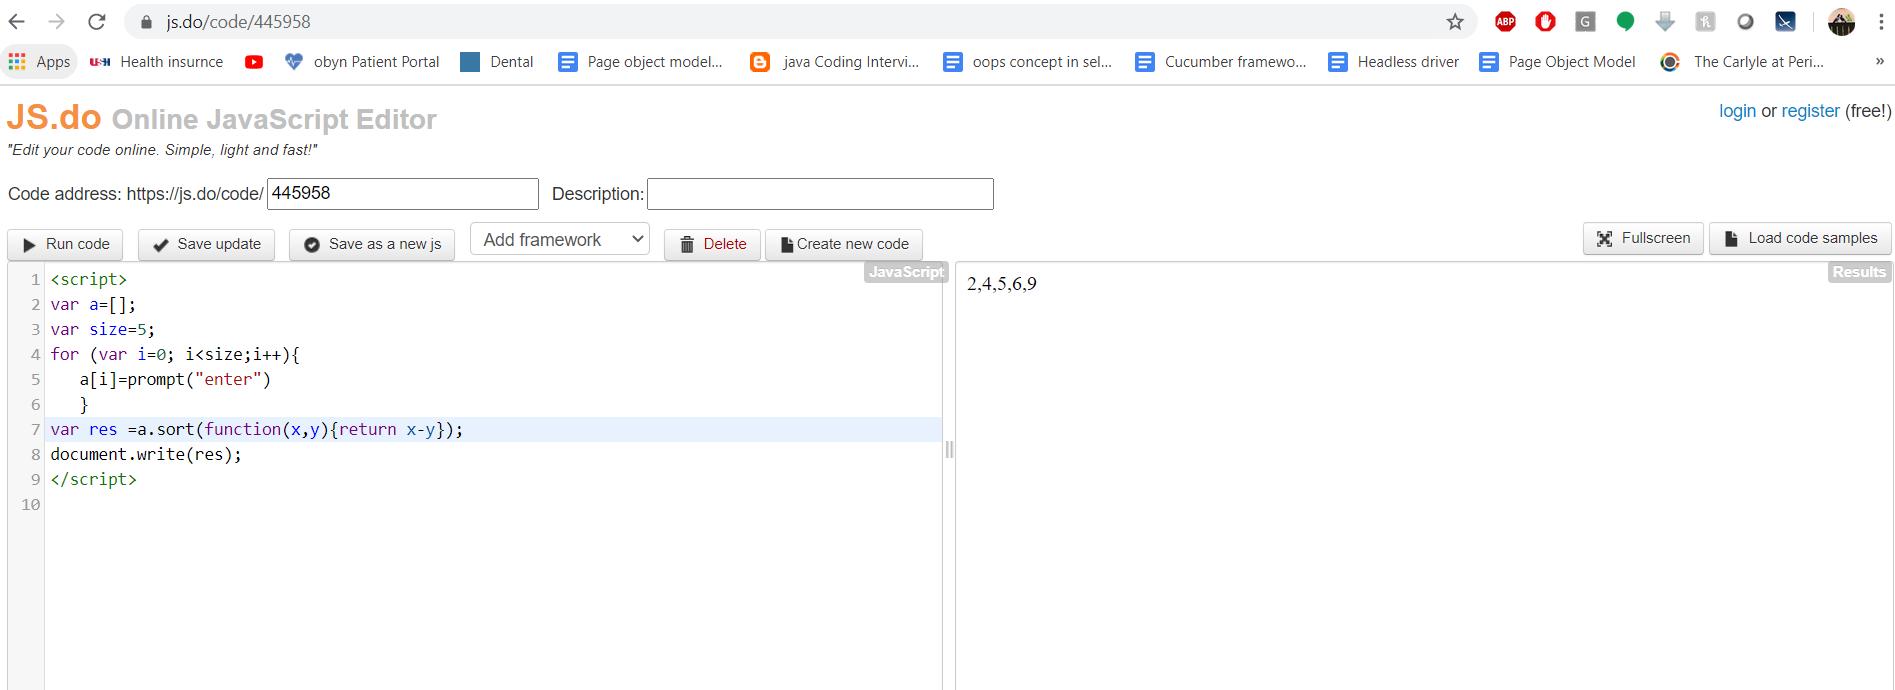 js.do/code/445958
ABP G
Apps USH Health insurnce obyn Patient Portal Dental Page object model... java Coding Intervi... oops concept in sel... Cucumber framewo... Headless driver Page Object Model The Carlyle at Peri... »
JS.do Online JavaScript Editor
login or register (free!)
"Edit your code online. Simple, light and fast!"
Code address: https://js.do/code/ 445958 Description:
Run code Save update Save as a new js Add framework Delete Create new code Fullscreen Load code samples
JavaScript
Results
1 <script>
2 var a=[];
3 var size=5;
4 for (var i=0; i<size;i++){
5 a[i]=prompt("enter")
6 }
7 var res =a.sort(function(x,y){return x-y});
8 document.write(res);
9 </script>
10
2,4,5,6,9